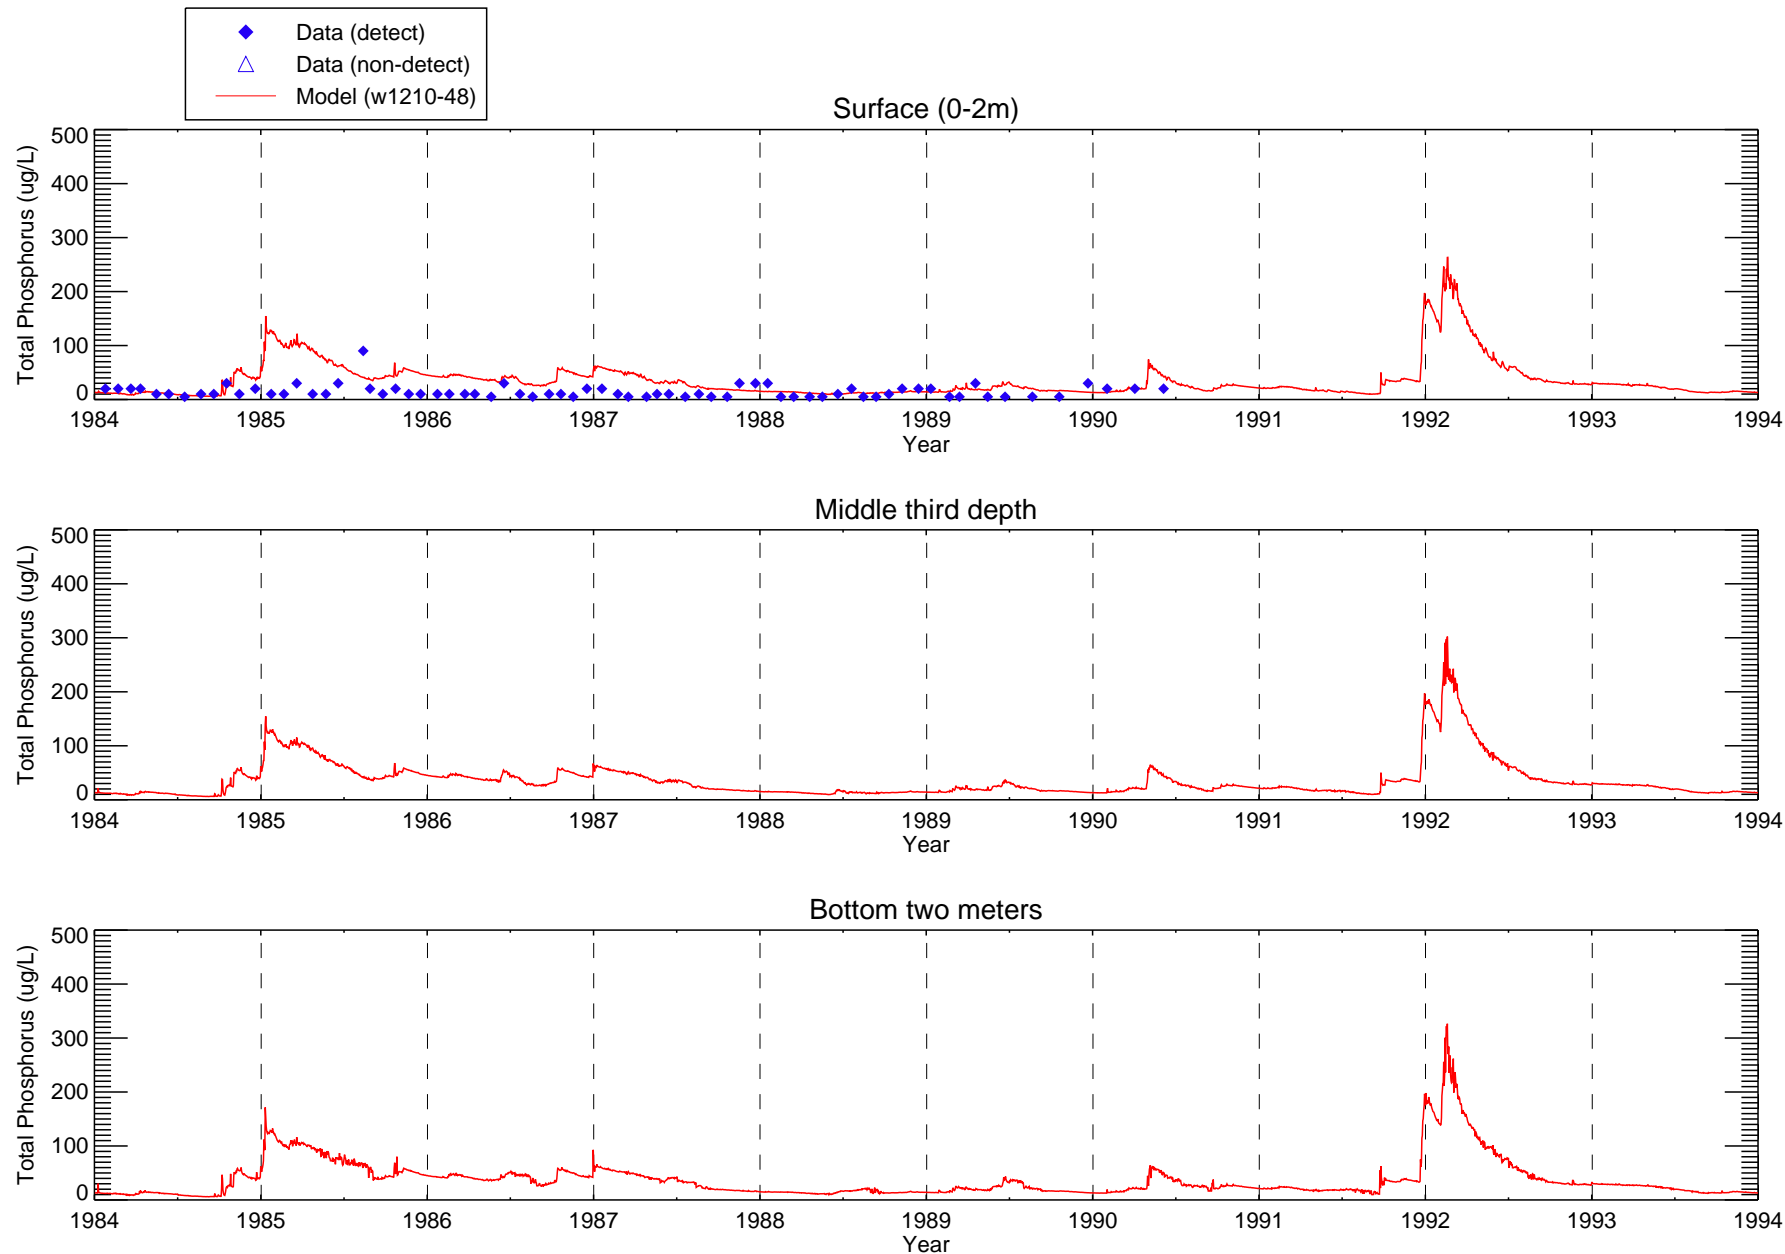 Data (detect)
Data (non-detect)
Model (w1210-48)
Surface (0-2m)
Total Phosphorus (ug/L)
500
400
300
200
100
0
1984 1985 1986 1987 1988 1989 1990 1991 1992 1993 1994
Year
Middle third depth
Total Phosphorus (ug/L)
500
400
300
200
100
0
1984 1985 1986 1987 1988 1989 1990 1991 1992 1993 1994
Year
Bottom two meters
Total Phosphorus (ug/L)
500
400
300
200
100
0
1984 1985 1986 1987 1988 1989 1990 1991 1992 1993 1994
Year